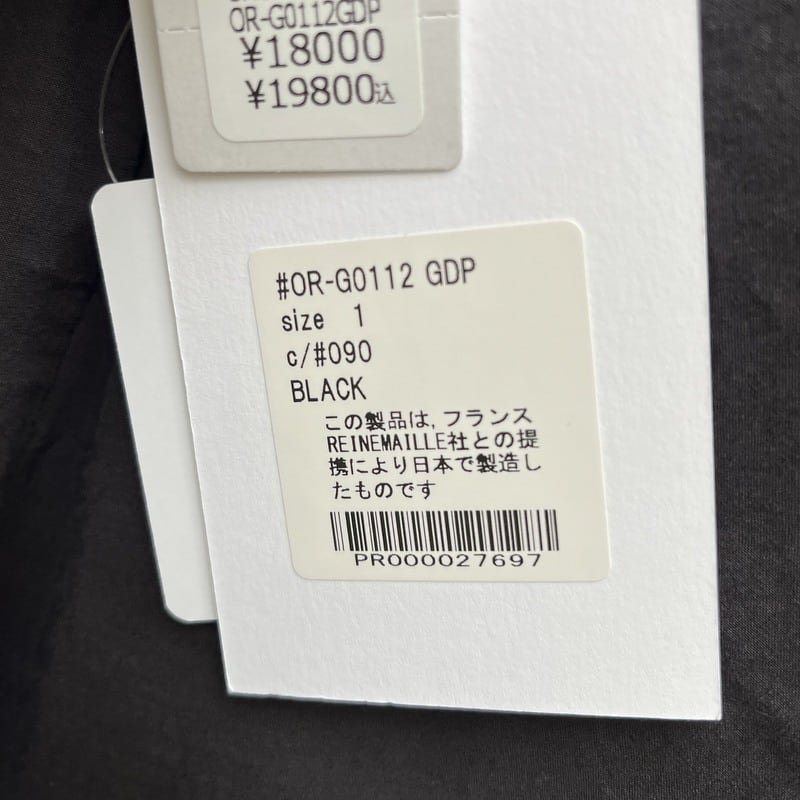 OR-G0112GDP
¥18000
¥19800込
#OR-G0112 GDP
size 1
c/#090
BLACK
この製品は,フランス
REINEMAILLE社との提
携により日本で製造し
たものです
PR000027697